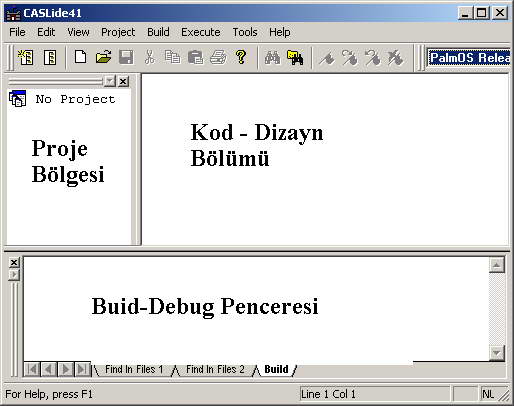 CASLide41
File Edit View Project Build Execute Tools Help
PalmOS Relea
No Project
Proje
Bölgesi
Kod - Dizayn
Bölümü
Buid-Debug Penceresi
Find In Files 1 Find In Files 2 Build
For Help, press F1 Line 1 Col 1 NU